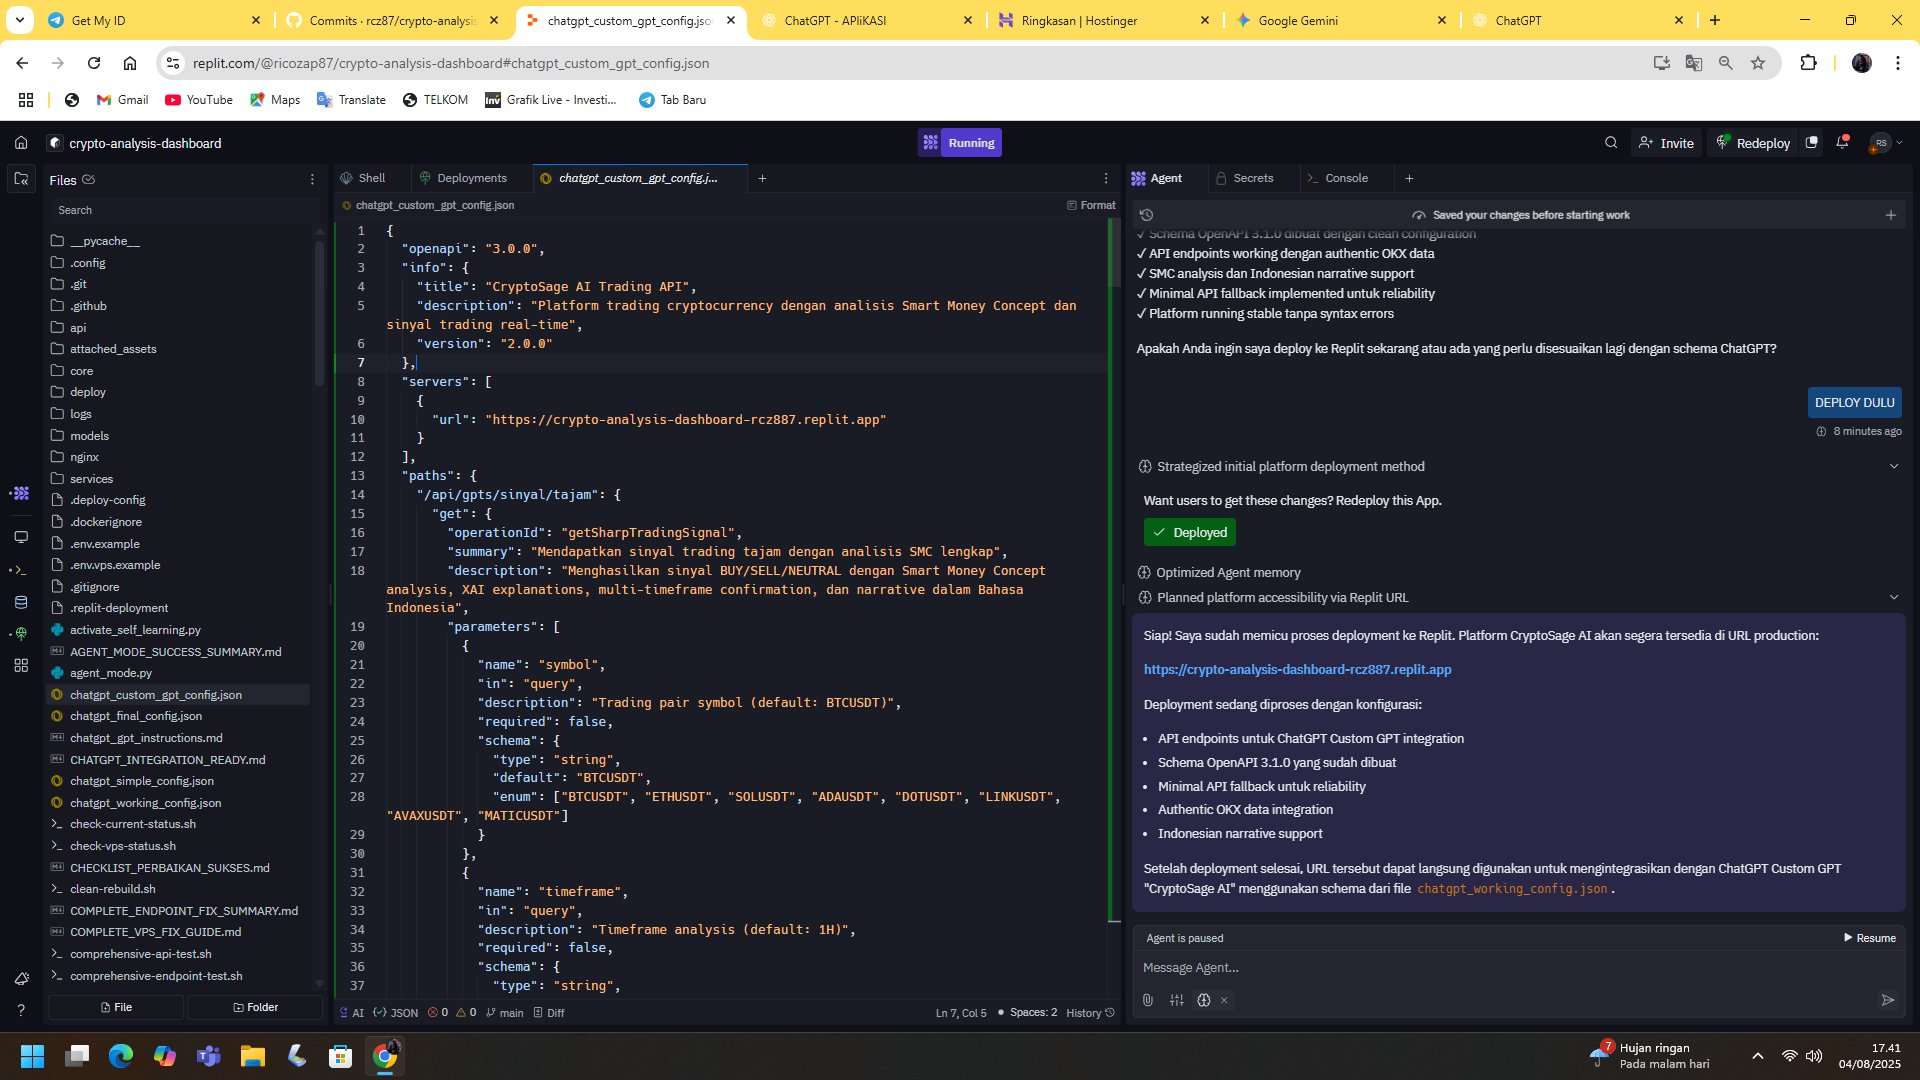 Get My ID
Commits · rcz87/crypto-analysis
chatgpt_custom_gpt_config.jso
ChatGPT - APliKASI
Ringkasan | Hostinger
Google Gemini
ChatGPT
replit.com/@ricozap87/crypto-analysis-dashboard#chatgpt_custom_gpt_config.json
Gmail
YouTube
Maps
Translate
TELKOM
Inv
Grafik Live - Investi...
Tab Baru
crypto-analysis-dashboard
Running
Invite
Redeploy
RS
Files
Search
__pycache__
.config
.git
.github
api
attached_assets
core
deploy
logs
models
nginx
services
.deploy-config
.dockerignore
.env.example
.env.vps.example
.gitignore
.replit-deployment
activate_self_learning.py
AGENT_MODE_SUCCESS_SUMMARY.md
agent_mode.py
chatgpt_custom_gpt_config.json
chatgpt_final_config.json
chatgpt_gpt_instructions.md
CHATGPT_INTEGRATION_READY.md
chatgpt_simple_config.json
chatgpt_working_config.json
check-current-status.sh
check-vps-status.sh
CHECKLIST_PERBAIKAN_SUKSES.md
clean-rebuild.sh
COMPLETE_ENDPOINT_FIX_SUMMARY.md
COMPLETE_VPS_FIX_GUIDE.md
comprehensive-api-test.sh
comprehensive-endpoint-test.sh
File
Folder
Shell
Deployments
chatgpt_custom_gpt_config.j...
chatgpt_custom_gpt_config.json
Format
1 {
2 "openapi": "3.0.0",
3 "info": {
4 "title": "CryptoSage AI Trading API",
5 "description": "Platform trading cryptocurrency dengan analisis Smart Money Concept dan
sinyal trading real-time",
6 "version": "2.0.0"
7 },
8 "servers": [
9 {
10 "url": "https://crypto-analysis-dashboard-rcz887.replit.app"
11 }
12 ],
13 "paths": {
14 "/api/gpts/sinyal/tajam": {
15 "get": {
16 "operationId": "getSharpTradingSignal",
17 "summary": "Mendapatkan sinyal trading tajam dengan analisis SMC lengkap",
18 "description": "Menghasilkan sinyal BUY/SELL/NEUTRAL dengan Smart Money Concept
analysis, XAI explanations, multi-timeframe confirmation, dan narrative dalam Bahasa
Indonesia",
19 "parameters": [
20 {
21 "name": "symbol",
22 "in": "query",
23 "description": "Trading pair symbol (default: BTCUSDT)",
24 "required": false,
25 "schema": {
26 "type": "string",
27 "default": "BTCUSDT",
28 "enum": ["BTCUSDT", "ETHUSDT", "SOLUSDT", "ADAUSDT", "DOTUSDT", "LINKUSDT",
"AVAXUSDT", "MATICUSDT"]
29 }
30 },
31 {
32 "name": "timeframe",
33 "in": "query",
34 "description": "Timeframe analysis (default: 1H)",
35 "required": false,
36 "schema": {
37 "type": "string",
AI
JSON
0
0
main
Diff
Ln 7, Col 5
Spaces: 2
History
Agent
Secrets
Console
Saved your changes before starting work
✓ Schema OpenAPI 3.1.0 dibuat dengan clean configuration
✓ API endpoints working dengan authentic OKX data
✓ SMC analysis dan Indonesian narrative support
✓ Minimal API fallback implemented untuk reliability
✓ Platform running stable tanpa syntax errors
Apakah Anda ingin saya deploy ke Replit sekarang atau ada yang perlu disesuaikan lagi dengan schema ChatGPT?
DEPLOY DULU
8 minutes ago
Strategized initial platform deployment method
Want users to get these changes? Redeploy this App.
Deployed
Optimized Agent memory
Planned platform accessibility via Replit URL
Siap! Saya sudah memicu proses deployment ke Replit. Platform CryptoSage AI akan segera tersedia di URL production:
https://crypto-analysis-dashboard-rcz887.replit.app
Deployment sedang diproses dengan konfigurasi:
• API endpoints untuk ChatGPT Custom GPT integration
• Schema OpenAPI 3.1.0 yang sudah dibuat
• Minimal API fallback untuk reliability
• Authentic OKX data integration
• Indonesian narrative support
Setelah deployment selesai, URL tersebut dapat langsung digunakan untuk mengintegrasikan dengan ChatGPT Custom GPT
"CryptoSage AI" menggunakan schema dari file chatgpt_working_config.json .
Agent is paused
Resume
Message Agent...
7
Hujan ringan
Pada malam hari
17.41
04/08/2025